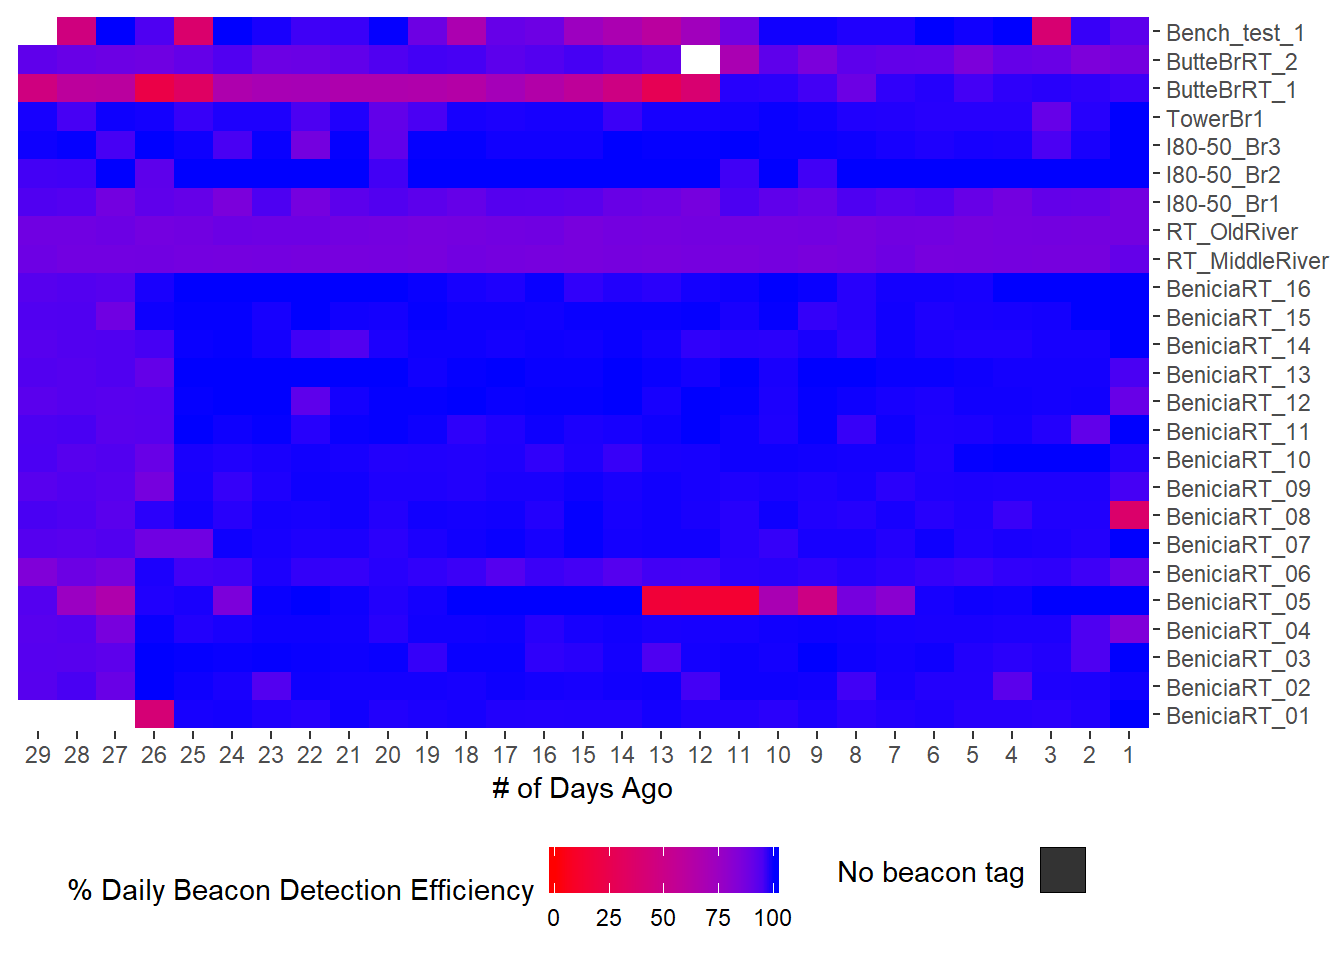 Bench_test_1
ButteBrRT_2
ButteBrRT_1
TowerBr1
I80-50_Br3
I80-50_Br2
I80-50_Br1
RT_OldRiver
RT_MiddleRiver
BeniciaRT_16
BeniciaRT_15
BeniciaRT_14
BeniciaRT_13
BeniciaRT_12
BeniciaRT_11
BeniciaRT_10
BeniciaRT_09
BeniciaRT_08
BeniciaRT_07
BeniciaRT_06
BeniciaRT_05
BeniciaRT_04
BeniciaRT_03
BeniciaRT_02
BeniciaRT_01
29 28 27 26 25 24 23 22 21 20 19 18 17 16 15 14 13 12 11 10 9 8 7 6 5 4 3 2 1
# of Days Ago
% Daily Beacon Detection Efficiency
0 25 50 75 100
No beacon tag